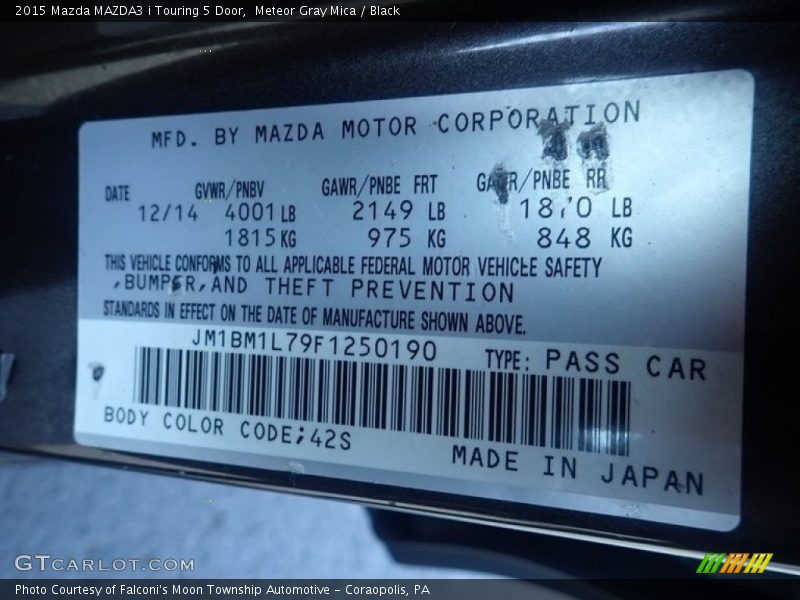 2015 Mazda MAZDA3 i Touring 5 Door, Meteor Gray Mica / Black
MFD. BY MAZDA MOTOR CORPORATION
DATE GVWR/PNBV GAWR/PNBE FRT GAWR/PNBE RR
12/14 4001 LB 2149 LB 1870 LB
1815 KG 975 KG 848 KG
THIS VEHICLE CONFORMS TO ALL APPLICABLE FEDERAL MOTOR VEHICLE SAFETY
,BUMPER,AND THEFT PREVENTION
STANDARDS IN EFFECT ON THE DATE OF MANUFACTURE SHOWN ABOVE.
JM1BM1L79F1250190 TYPE: PASS CAR
BODY COLOR CODE;42S
MADE IN JAPAN
GTCARLOT.COM
Photo Courtesy of Falconi's Moon Township Automotive - Coraopolis, PA